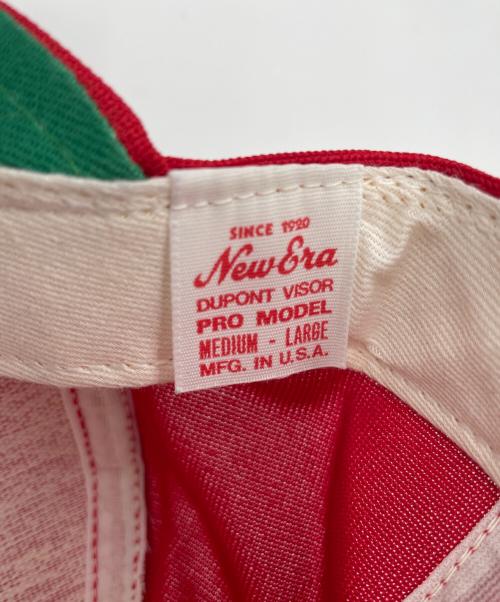 SINCE 1920
New Era
DUPONT VISOR
PRO MODEL
MEDIUM - LARGE
MFG. IN U.S.A.